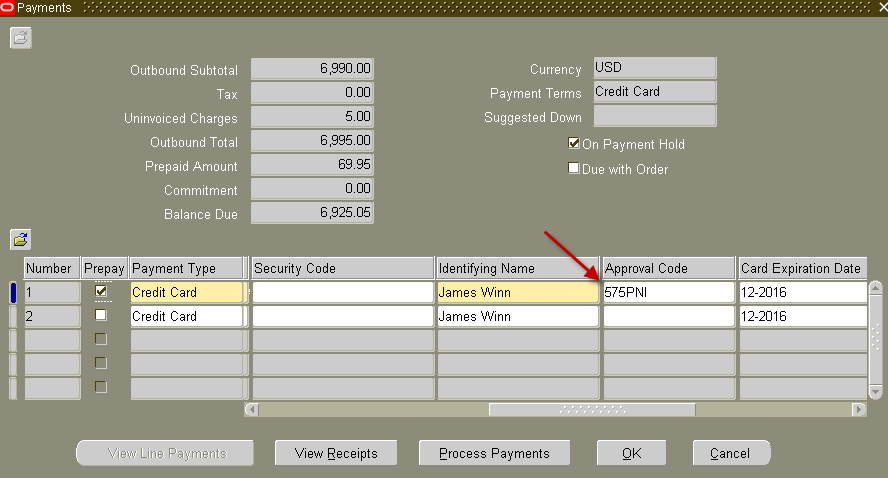 Payments
Outbound Subtotal 6,990.00 Currency USD
Tax 0.00 Payment Terms Credit Card
Uninvoiced Charges 5.00 Suggested Down
Outbound Total 6,995.00 On Payment Hold
Prepaid Amount 69.95 Due with Order
Commitment 0.00
Balance Due 6,925.05
Number Prepay Payment Type Security Code Identifying Name Approval Code Card Expiration Date
1 Credit Card James Winn 575PNI 12-2016
2 Credit Card James Winn 12-2016
View Line Payments View Receipts Process Payments OK Cancel